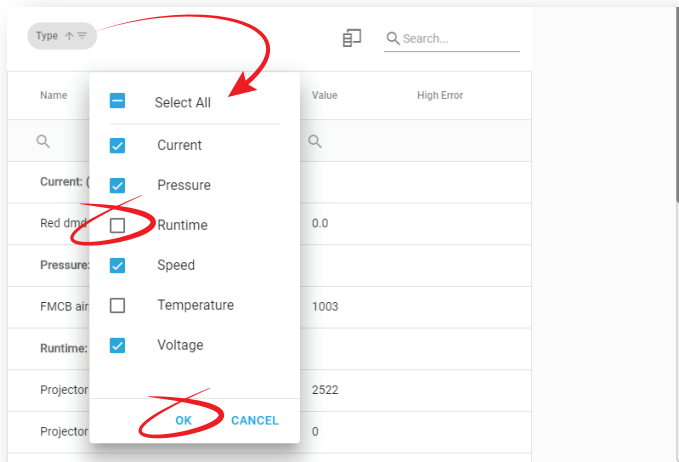 Type
Search...
Name
Value
High Error
Select All
Current
Pressure
Runtime
Speed
Temperature
Voltage
OK
CANCEL
Current: (
Red dmd
0.0
Pressure:
FMCB air
1003
Runtime:
Projector
2522
Projector
0